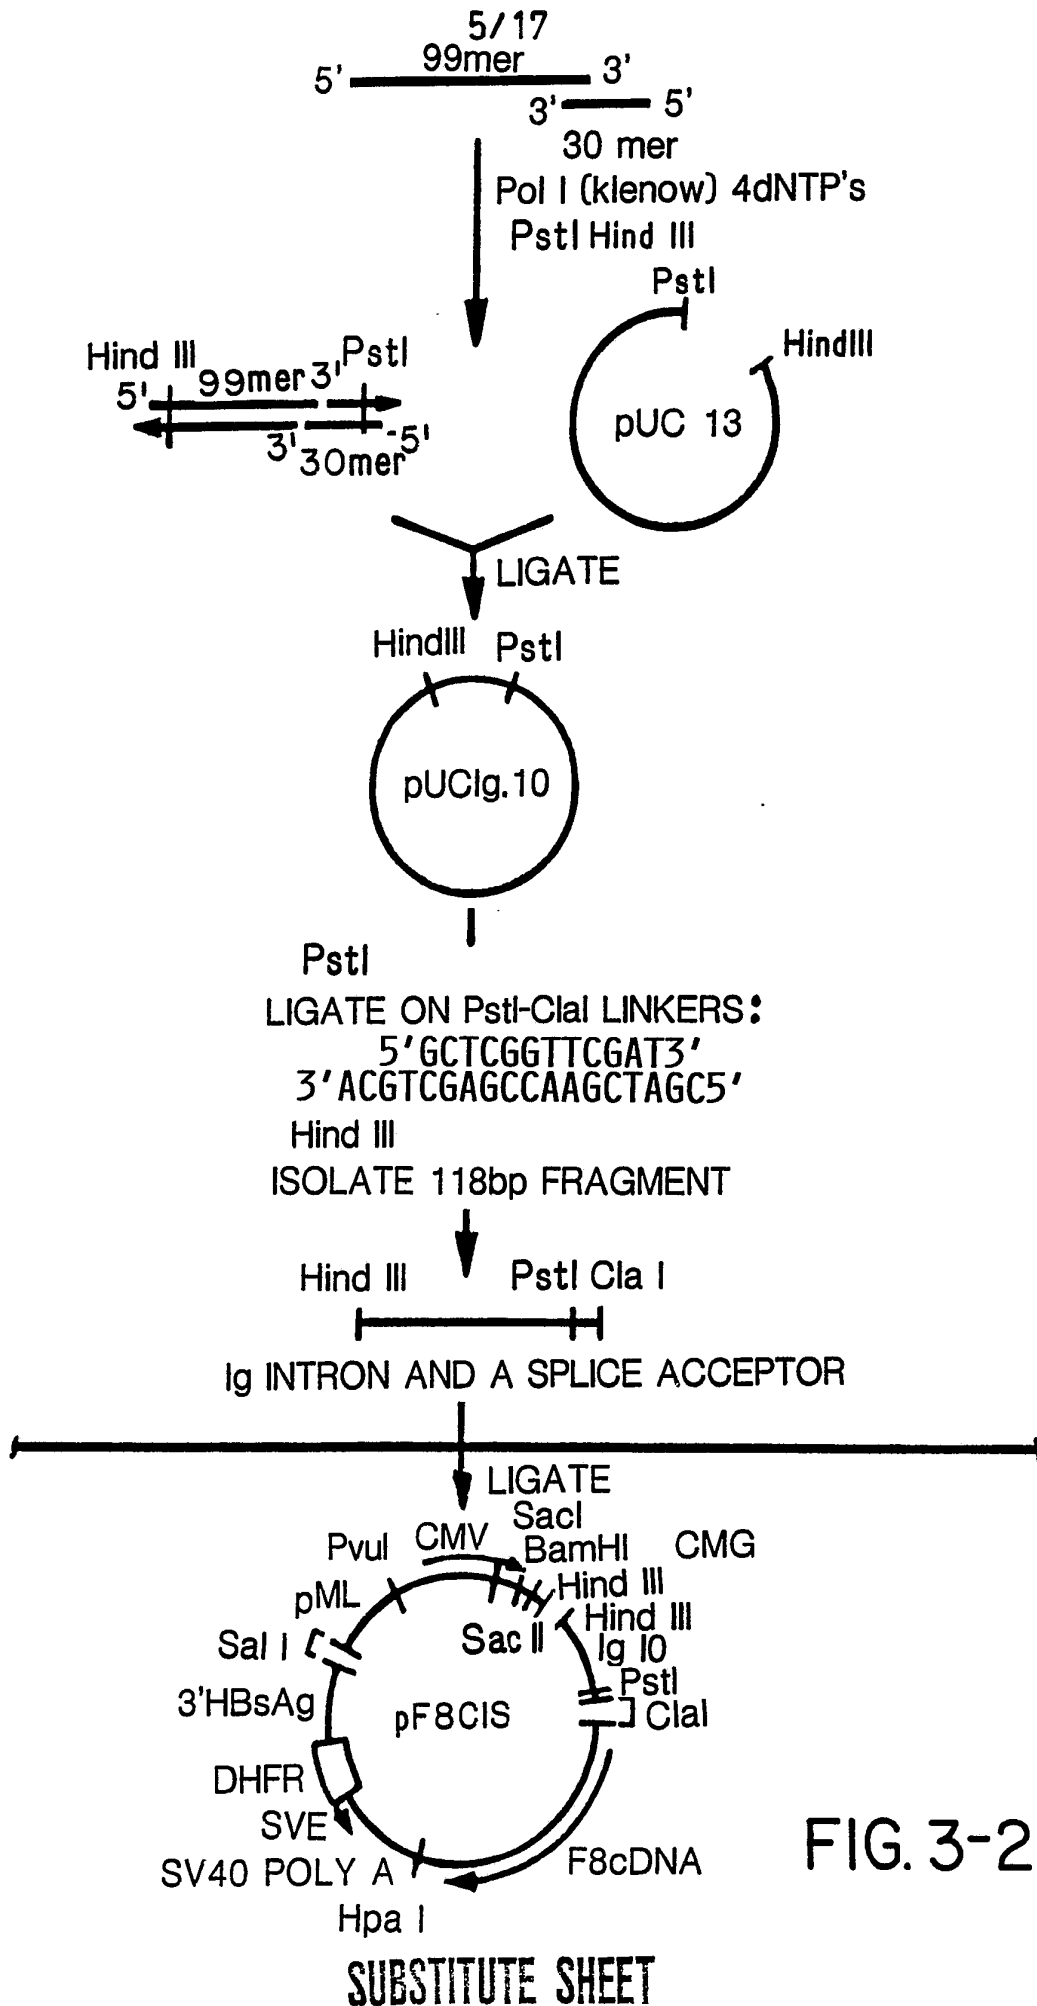 5/17
99mer
5' 3'
3' 5'
30 mer
Pol I (klenow) 4dNTP's
PstI Hind III
PstI
HindIII
pUC 13
Hind III PstI
5' 99mer 3'
3' 30mer -5'
LIGATE
HindIII PstI
pUCIg.10
PstI
LIGATE ON PstI-ClaI LINKERS:
5'GCTCGGTTCGAT3'
3'ACGTCGAGCCAAGCTAGC5'
Hind III
ISOLATE 118bp FRAGMENT
Hind III PstI Cla I
Ig INTRON AND A SPLICE ACCEPTOR
LIGATE
SacI
PvuI CMV BamHI CMG
Hind III
pML Hind III
Sal I Sac II Ig 10
PstI
3'HBsAg pF8CIS ClaI
DHFR
SVE
SV40 POLY A F8cDNA
Hpa I
FIG. 3-2
SUBSTITUTE SHEET